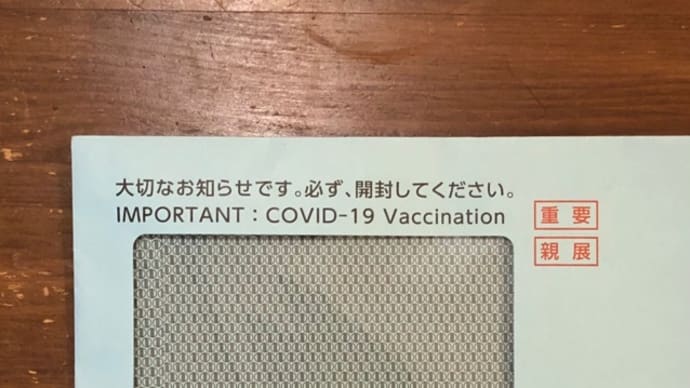 大切なお知らせです。必ず、開封してください。
IMPORTANT：COVID-19 Vaccination
重要
親展